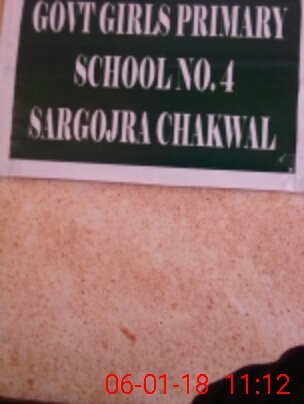 GOVT GIRLS PRIMARY
SCHOOL NO. 4
SARGOJRA CHAKWAL
06-01-18 11:12